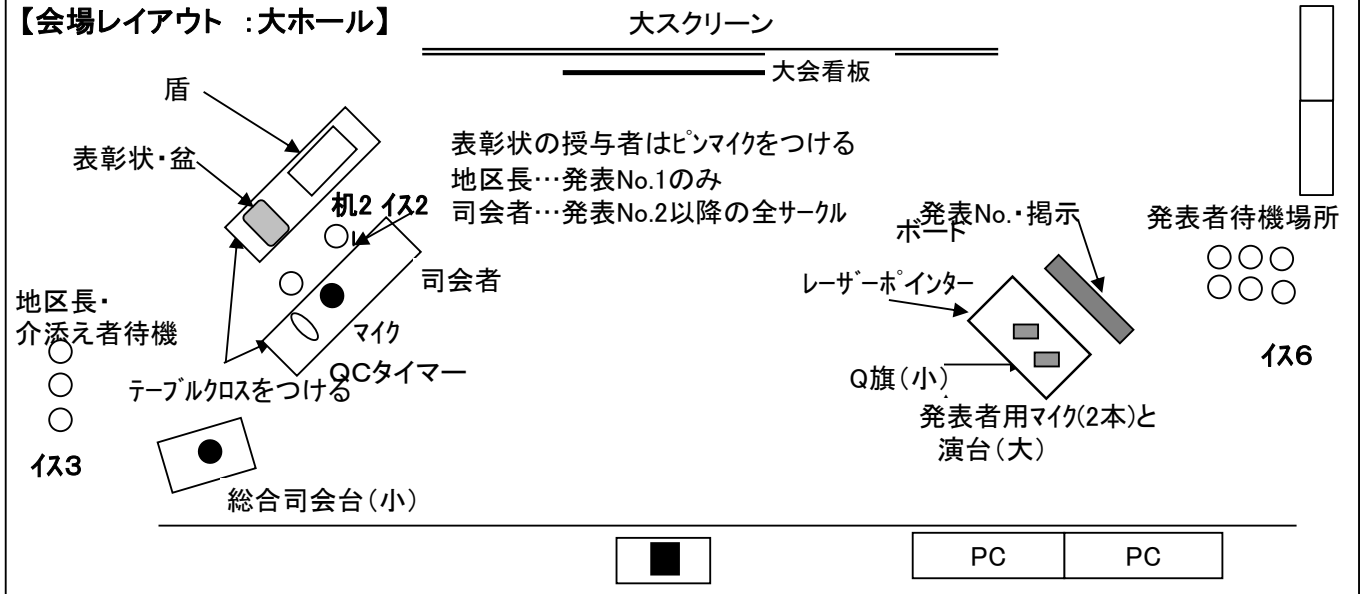 【会場レイアウト ：大ホール】
大スクリーン
大会看板
盾
表彰状・盆
表彰状の授与者はﾋﾟﾝマイクをつける
地区長…発表No.1のみ
司会者…発表No.2以降の全サークル
机2 ｲｽ2
司会者
マイク
QCタイマー
地区長・
介添え者待機
ｲｽ3
ﾃｰﾌﾞﾙｸﾛｽをつける
総合司会台（小）
発表No.・掲示
ボード
ﾚｰｻﾞｰﾎﾟｲﾝﾀｰ
Q旗（小）
発表者用マイク(2本)と
演台（大）
発表者待機場所
ｲｽ6
PC
PC